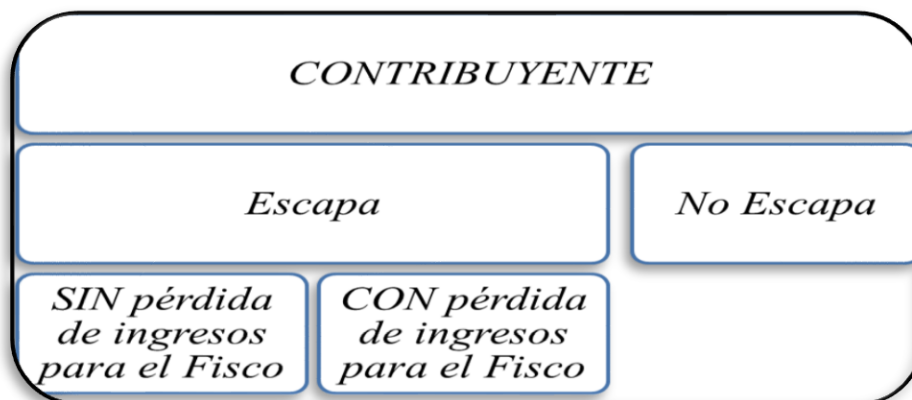 CONTRIBUYENTE
Escapa
No Escapa
SIN pérdida
de ingresos
para el Fisco
CON pérdida
de ingresos
para el Fisco